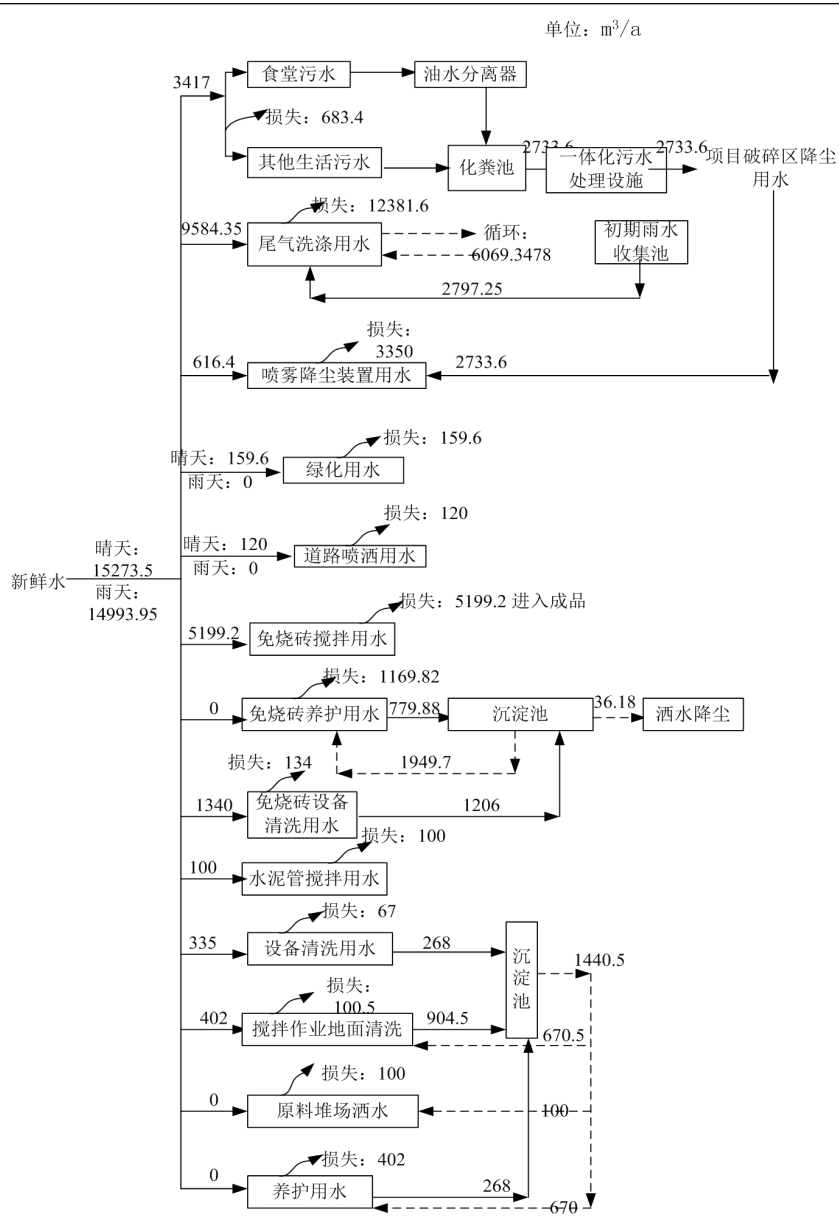 单位：m³/a
3417
食堂污水
油水分离器
损失：683.4
其他生活污水
化粪池
2733.6
一体化污水
处理设施
2733.6
项目破碎区降尘
用水
损失：12381.6
9584.35
尾气洗涤用水
循环：
6069.3478
初期雨水
收集池
2797.25
损失：
3350
616.4
喷雾降尘装置用水
2733.6
损失：159.6
晴天：159.6
雨天：0
绿化用水
损失：120
晴天：120
雨天：0
道路喷洒用水
新鲜水
晴天：
15273.5
雨天：
14993.95
损失：5199.2 进入成品
5199.2
免烧砖搅拌用水
损失：1169.82
0
免烧砖养护用水
779.88
沉淀池
36.18
洒水降尘
1949.7
损失：134
1340
免烧砖设备
清洗用水
1206
损失：100
100
水泥管搅拌用水
损失：67
335
设备清洗用水
268
沉淀池
1440.5
损失：
100.5
402
搅拌作业地面清洗
904.5
670.5
损失：100
0
原料堆场洒水
100
损失：402
0
养护用水
268
670